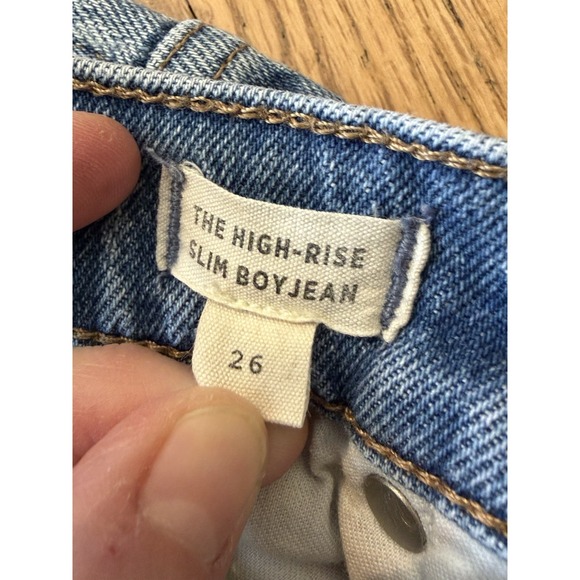 THE HIGH-RISE
SLIM BOYJEAN
26